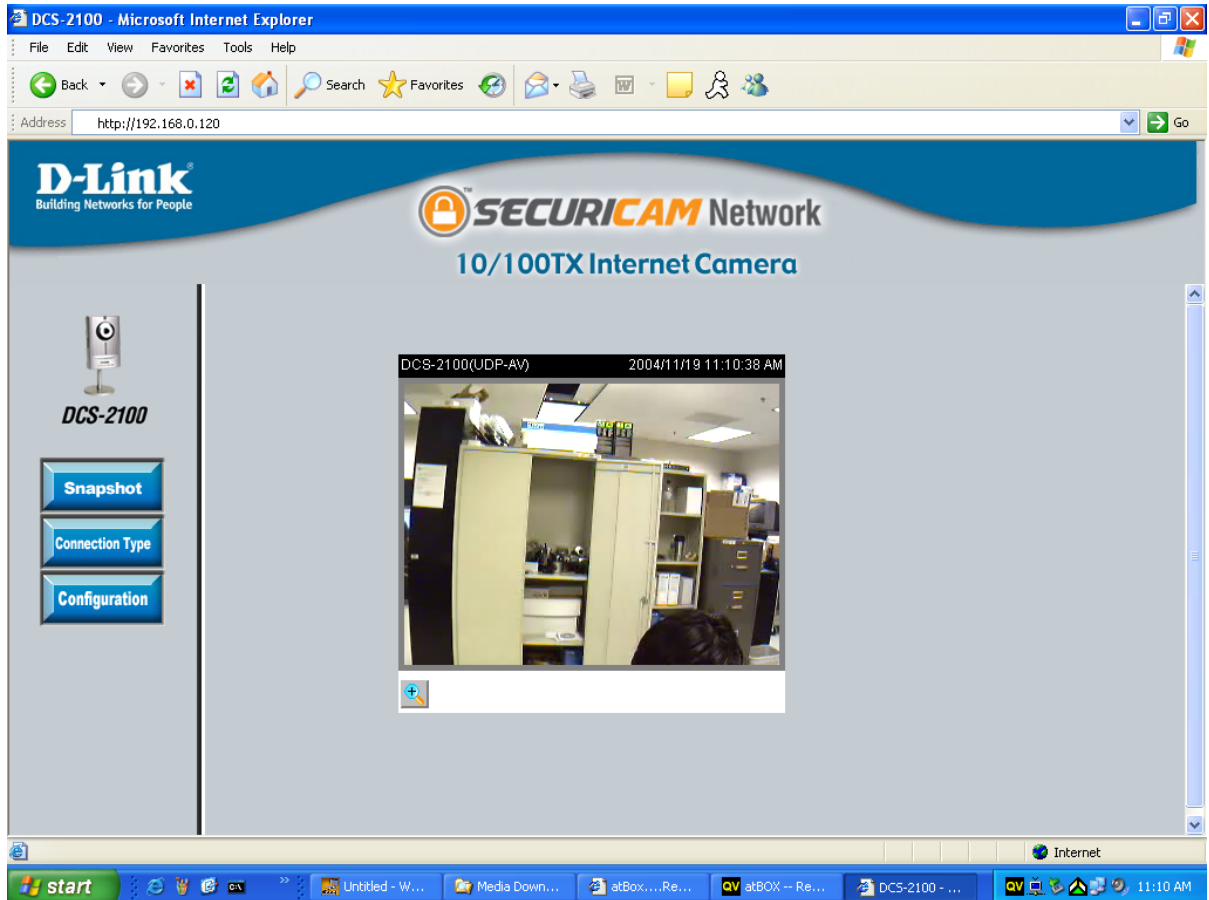 DCS-2100 - Microsoft Internet Explorer
File Edit View Favorites Tools Help
Back Search Favorites
Address http://192.168.0.120 Go
D-Link®
Building Networks for People
SECURICAM™ Network
10/100TX Internet Camera
DCS-2100(UDP-AV) 2004/11/19 11:10:38 AM
DCS-2100
Snapshot
Connection Type
Configuration
Internet
start Untitled - W... Media Down... atBox....Re... QV atBOX -- Re... DCS-2100 - ... QV 11:10 AM